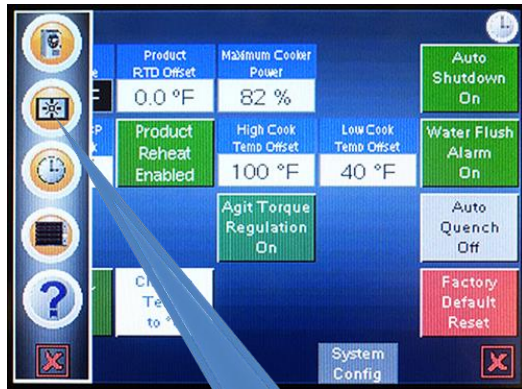 Product
RTD Offset
0.0 °F
Maximum Cooker
Power
82 %
Auto
Shutdown
On
Product
Reheat
Enabled
High Cook
Temp Offset
100 °F
Low Cook
Temp Offset
40 °F
Water Flush
Alarm
On
Agit Torque
Regulation
On
Auto
Quench
Off
Factory
Default
Reset
System
Config
?
X
X